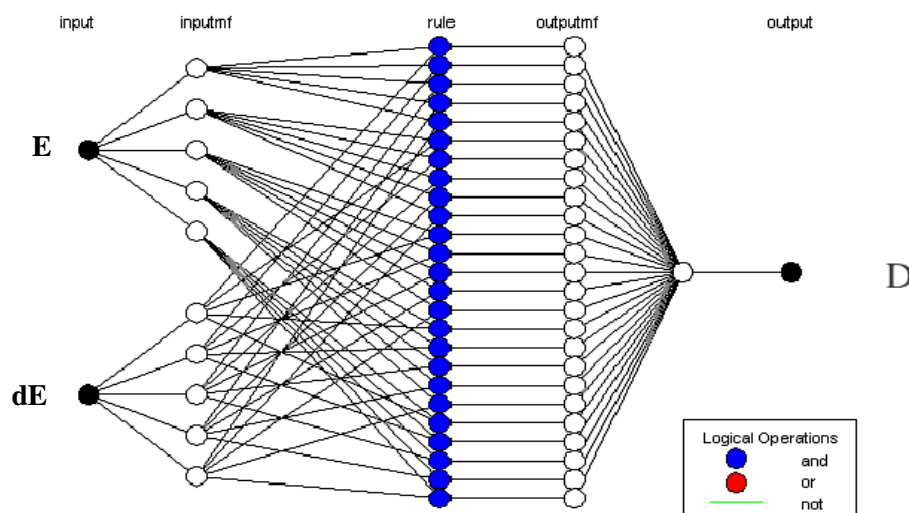 input inputmf rule outputmf output
E
D
dE
Logical Operations
and
or
not